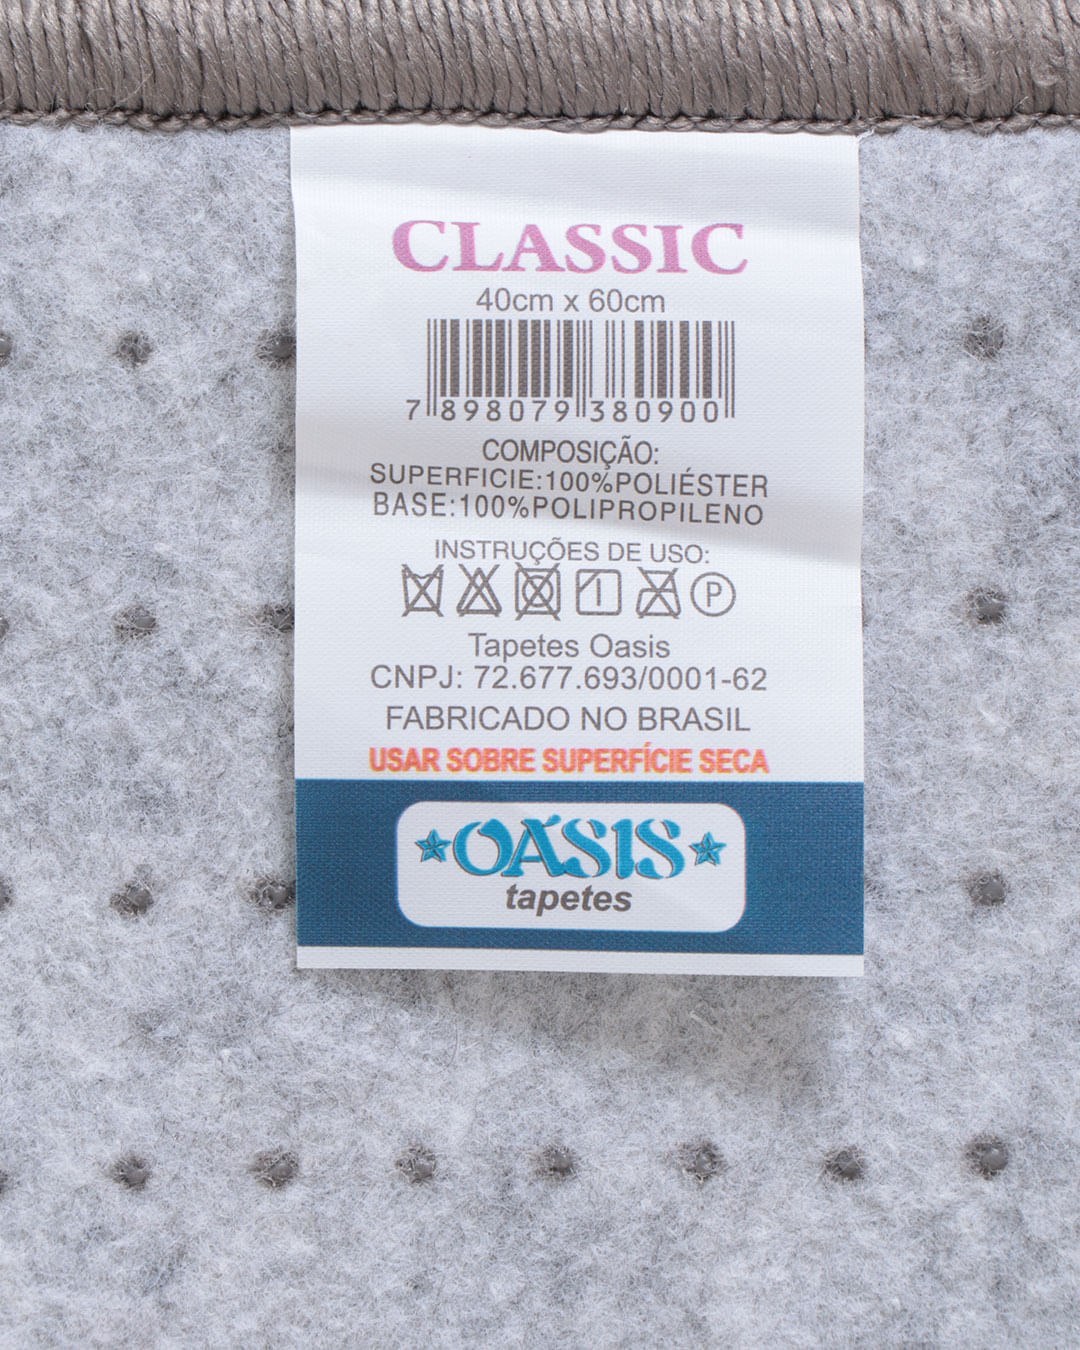 CLASSIC
40cm x 60cm
7 898079 380900
COMPOSIÇÃO:
SUPERFICIE:100%POLIÉSTER
BASE:100%POLIPROPILENO
INSTRUÇÕES DE USO:
P
Tapetes Oasis
CNPJ: 72.677.693/0001-62
FABRICADO NO BRASIL
USAR SOBRE SUPERFÍCIE SECA
OÁSIS
tapetes